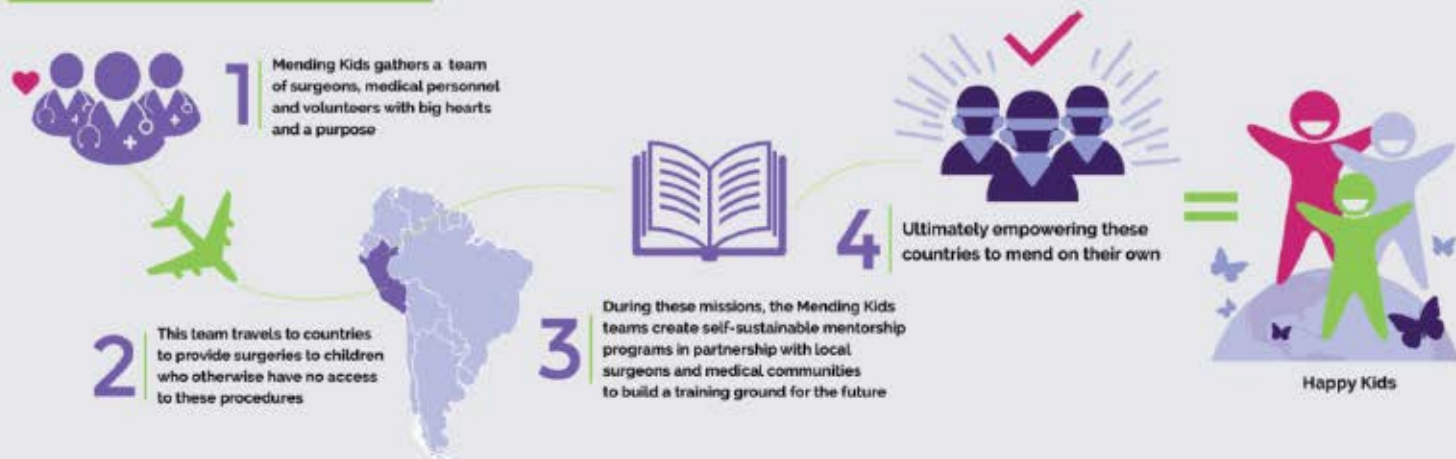 1
Mending Kids gathers a team
of surgeons, medical personnel
and volunteers with big hearts
and a purpose
2
This team travels to countries
to provide surgeries to children
who otherwise have no access
to these procedures
3
During these missions, the Mending Kids
teams create self-sustainable mentorship
programs in partnership with local
surgeons and medical communities
to build a training ground for the future
4
Ultimately empowering these
countries to mend on their own
=
Happy Kids